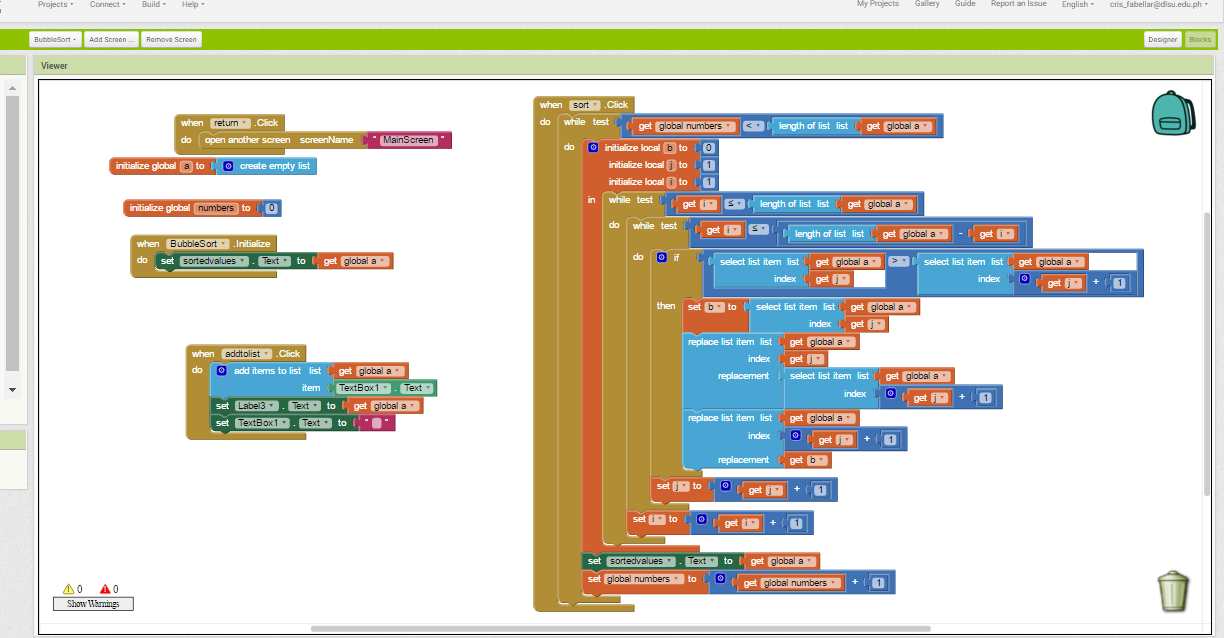 Projects Connect Build Help My Projects Gallery Guide Report an Issue English cris_fabellar@dlsu.edu.ph
BubbleSort Add Screen ... Remove Screen Designer Blocks
Viewer
when return .Click
do open another screen screenName " MainScreen "
initialize global a to create empty list
initialize global numbers to 0
when BubbleSort .Initialize
do set sortedvalues . Text to get global a
when addtolist .Click
do add items to list list get global a
item TextBox1 . Text
set Label3 . Text to get global a
set TextBox1 . Text to " "
when sort .Click
do while test get global numbers < length of list list get global a
do initialize local b to 0
initialize local j to 1
initialize local i to 1
in while test get i ≤ length of list list get global a
do while test get i ≤ length of list list get global a - get i
do if select list item list get global a > select list item list get global a
index get j index get j + 1
then set b to select list item list get global a
index get j
replace list item list get global a
index get j
replacement select list item list get global a
index get j + 1
replace list item list get global a
index get j + 1
replacement get b
set j to get j + 1
set i to get i + 1
set sortedvalues . Text to get global a
set global numbers to get global numbers + 1
0 0
Show Warnings